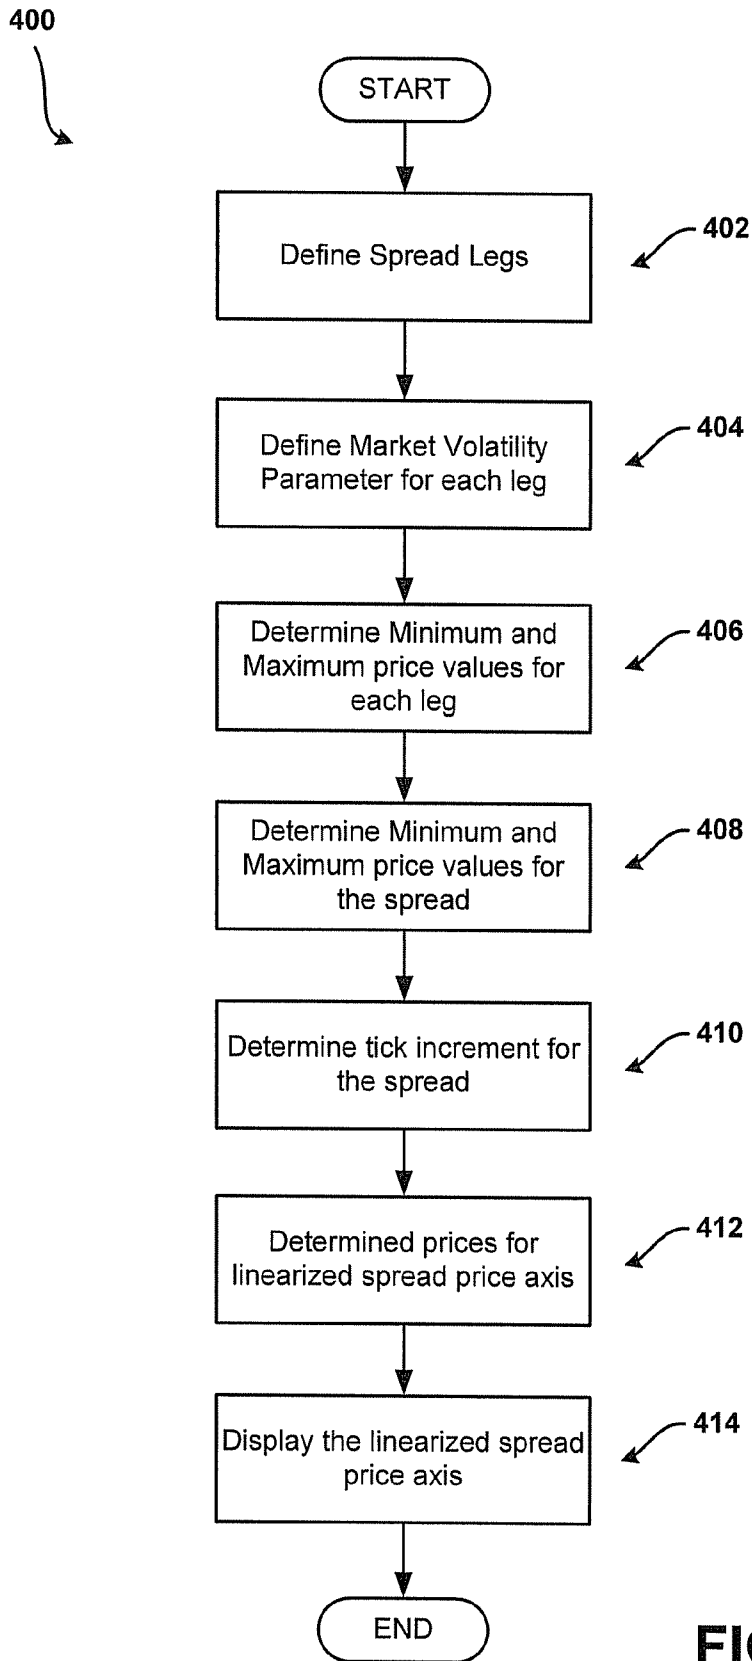 400
START
Define Spread Legs
402
Define Market Volatility
Parameter for each leg
404
Determine Minimum and
Maximum price values for
each leg
406
Determine Minimum and
Maximum price values for
the spread
408
Determine tick increment for
the spread
410
Determined prices for
linearized spread price axis
412
Display the linearized spread
price axis
414
END